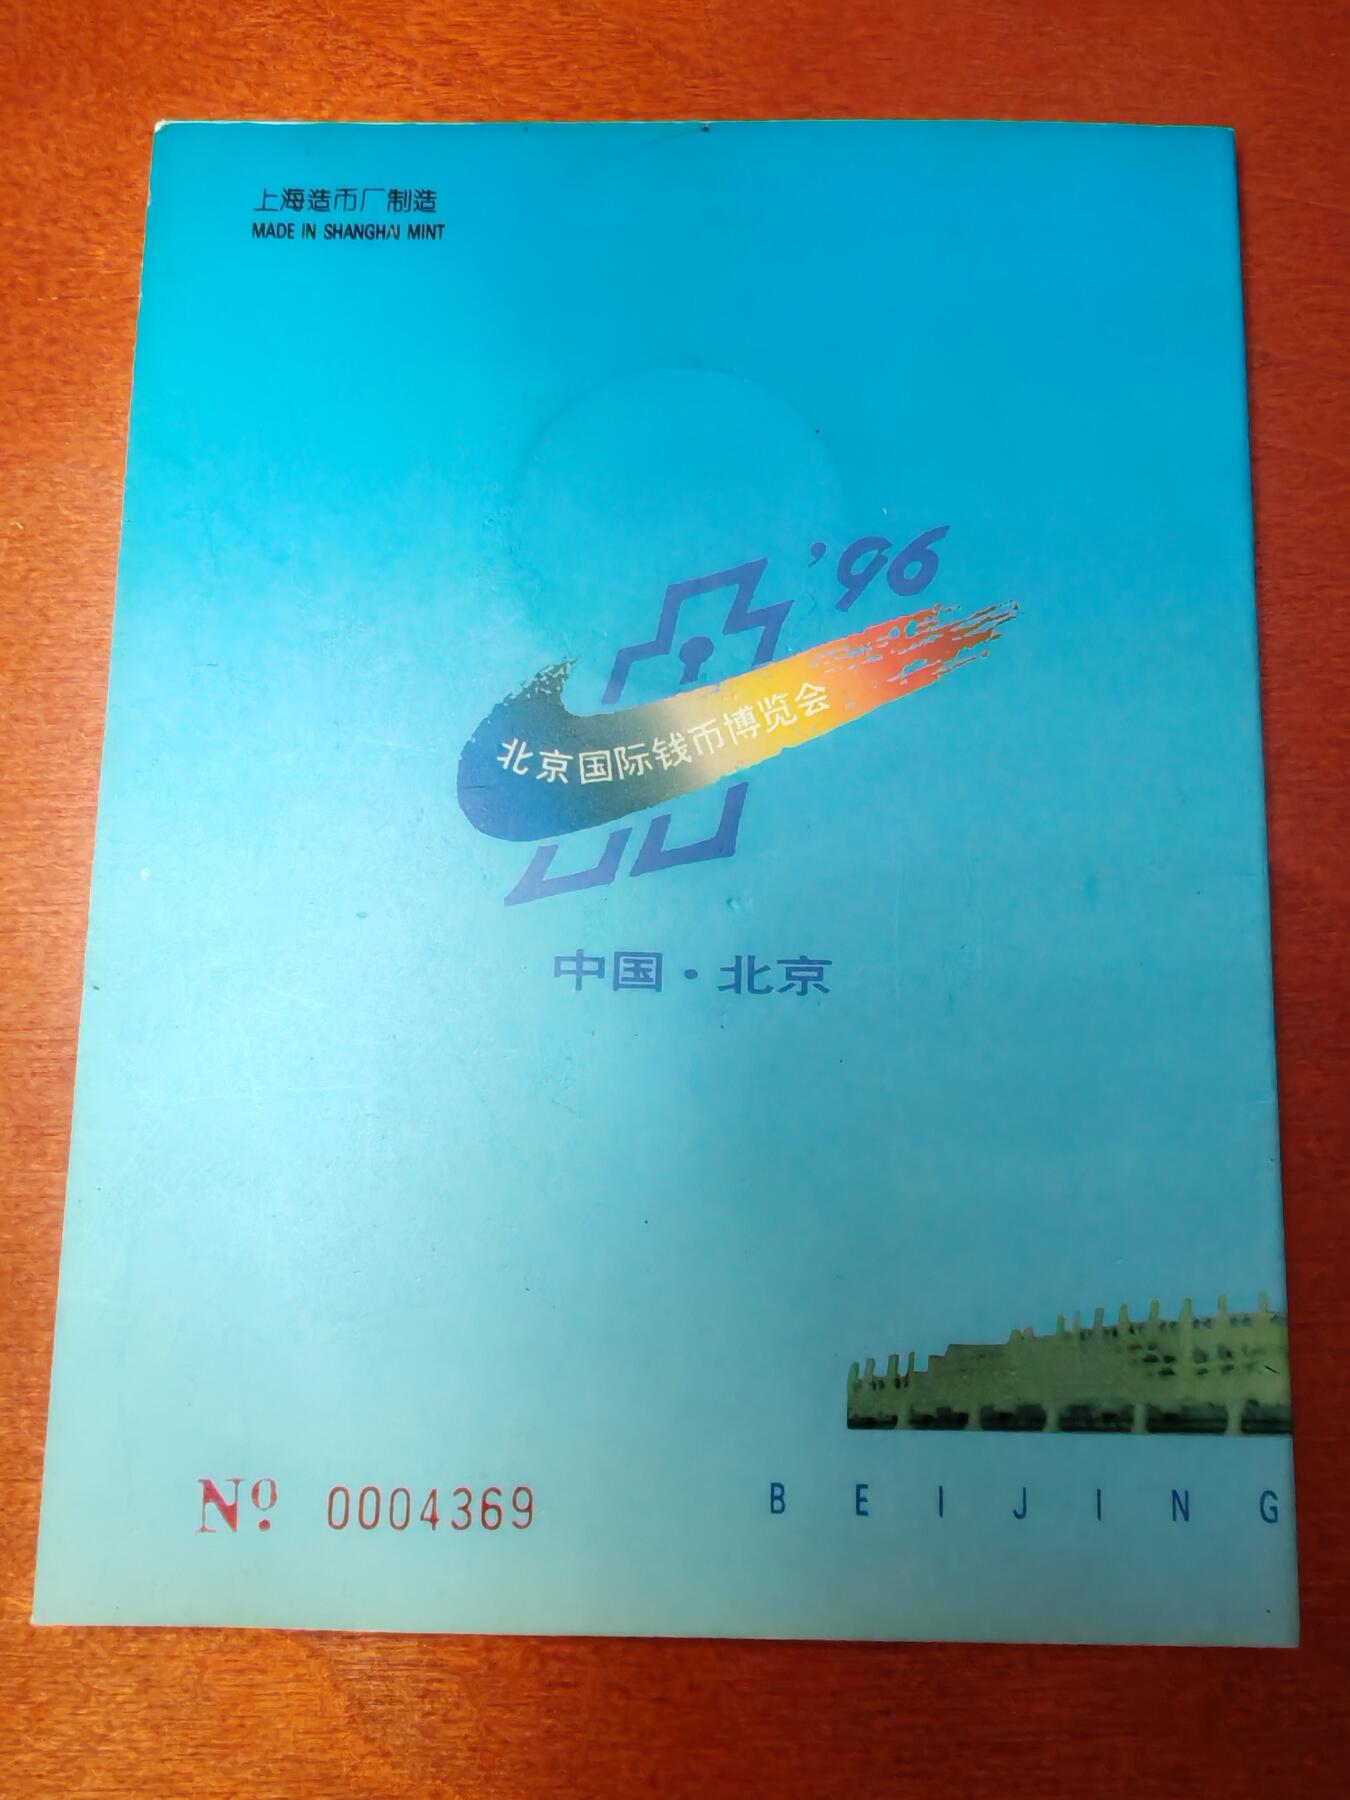 上海造币厂制造
MADE IN SHANGHAI MINT
'96
北京国际钱币博览会
中国·北京
Nº 0004369
BEIJING